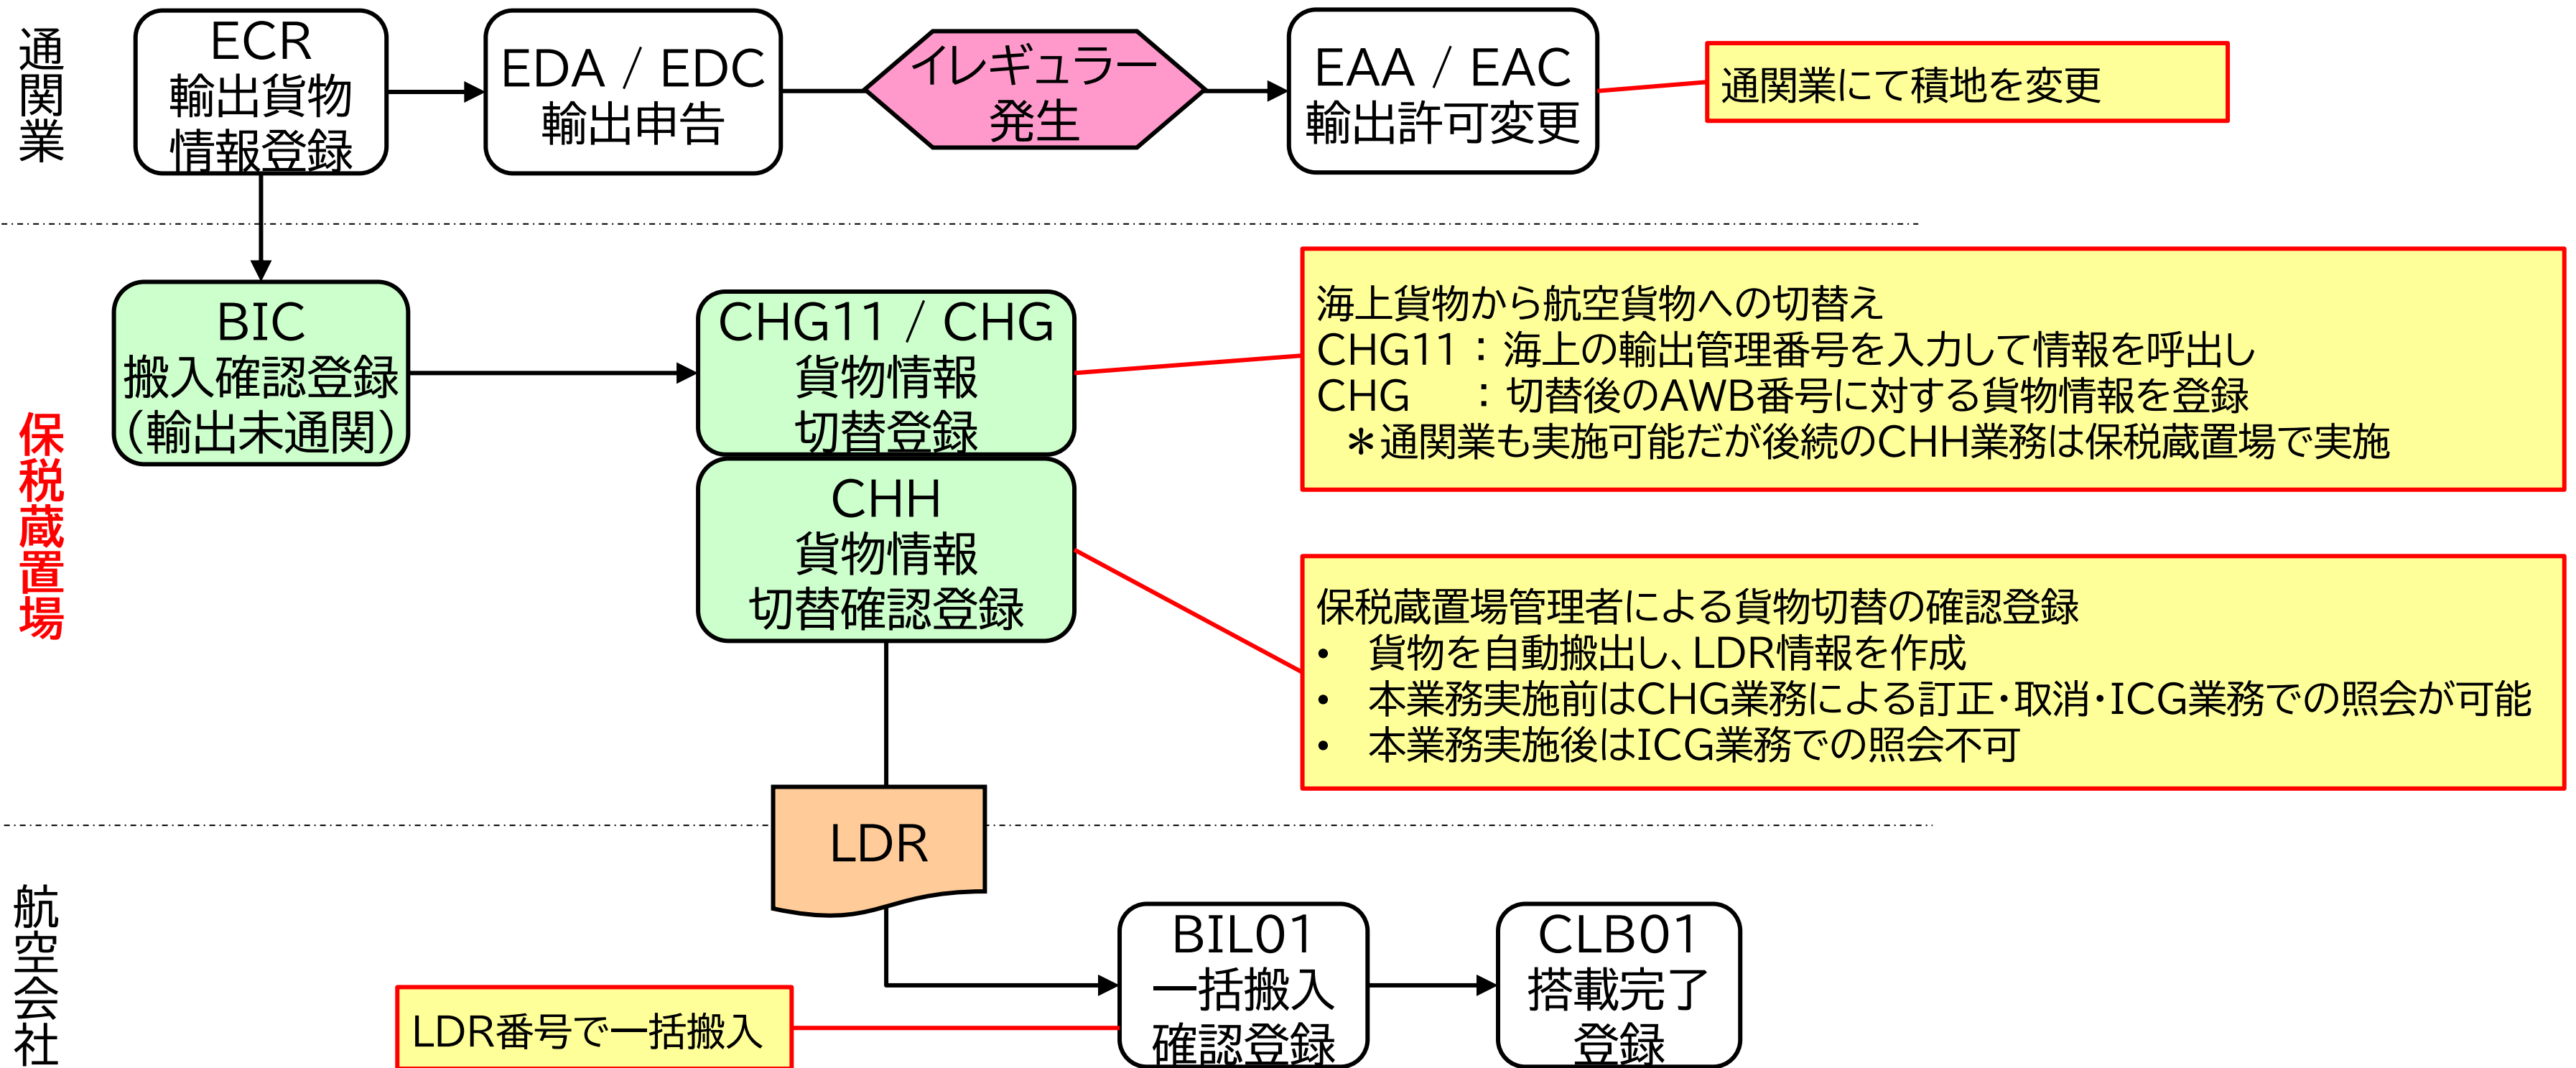 通関業
ECR
輸出貨物
情報登録
EDA / EDC
輸出申告
イレギュラー
発生
EAA / EAC
輸出許可変更
通関業にて積地を変更
保税蔵置場
BIC
搬入確認登録
(輸出未通関)
CHG11 / CHG
貨物情報
切替登録
海上貨物から航空貨物への切替え
CHG11：海上の輸出管理番号を入力して情報を呼出し
CHG　：切替後のAWB番号に対する貨物情報を登録
＊通関業も実施可能だが後続のCHH業務は保税蔵置場で実施
CHH
貨物情報
切替確認登録
保税蔵置場管理者による貨物切替の確認登録
• 貨物を自動搬出し、LDR情報を作成
• 本業務実施前はCHG業務による訂正・取消・ICG業務での照会が可能
• 本業務実施後はICG業務での照会不可
LDR
航空会社
LDR番号で一括搬入
BIL01
一括搬入
確認登録
CLB01
搭載完了
登録